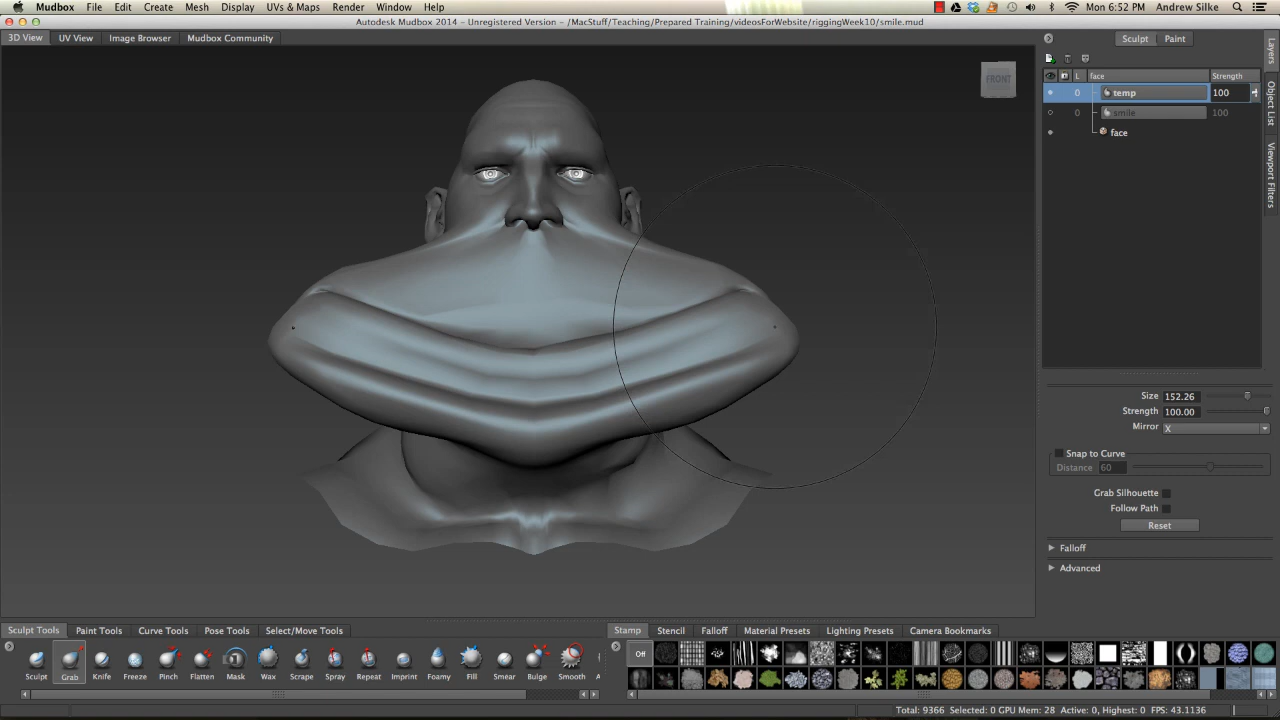 Mudbox File Edit Create Mesh Display UVs & Maps Render Window Help Mon 6:52 PM Andrew Silke
Autodesk Mudbox 2014 - Unregistered Version - /MacStuff/Teaching/Prepared Training/videosForWebsite/riggingWeek10/smile.mud
3D View UV View Image Browser Mudbox Community
Sculpt Paint
Layers
Object List
Viewport Filters
L face Strength
0 temp 100
0 smile 100
face
FRONT
Size 152.26
Strength 100.00
Mirror X
Snap to Curve
Distance 60
Grab Silhouette
Follow Path
Reset
Falloff
Advanced
Sculpt Tools Paint Tools Curve Tools Pose Tools Select/Move Tools
Stamp Stencil Falloff Material Presets Lighting Presets Camera Bookmarks
Off
Sculpt Grab Knife Freeze Pinch Flatten Mask Wax Scrape Spray Repeat Imprint Foamy Fill Smear Bulge Smooth
Total: 9366 Selected: 0 GPU Mem: 28 Active: 0, Highest: 0 FPS: 43.1136